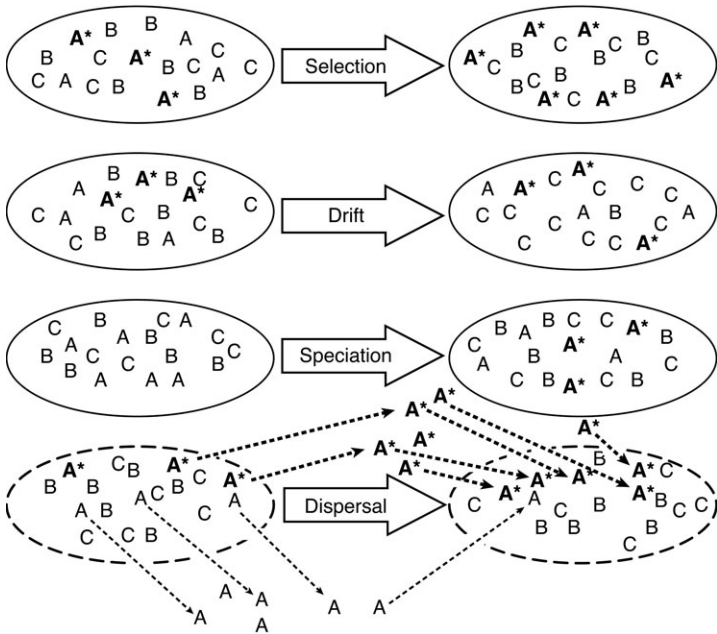 A* B B A C
B C A* B C C C
C A C B A* B A
Selection
A* A* A*
B C C B C B
C B C
B C B A*
A* C A*
B
A B A* B C
A* A* C
C A C B
C B B A C B
Drift
A A* C A* C C C
C C C A B C A
C C C C A*
C B A B C A C
B A C C B C
B B A C A A B
Speciation
C B A B C C A* B
A B A* C
C B A* C B
A
A* A*
A* A*
A*
A*
A* C B A* C A*
B B A C B C A
A B C
C C B
Dispersal
B A* C
A* A* A* B
C A* A C B C C
B B C B
A A
A A A A